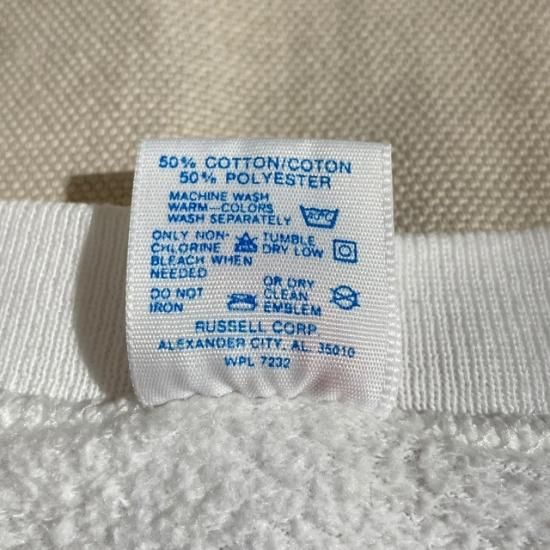 50% COTTON/COTON
50% POLYESTER
MACHINE WASH
WARM—COLORS
WASH SEPARATELY
ONLY NON-
CHLORINE
BLEACH WHEN
NEEDED
TUMBLE
DRY LOW
DO NOT
IRON
OR DRY
CLEAN
EMBLEM
RUSSELL CORP.
ALEXANDER CITY, AL. 35010
WPL 7232